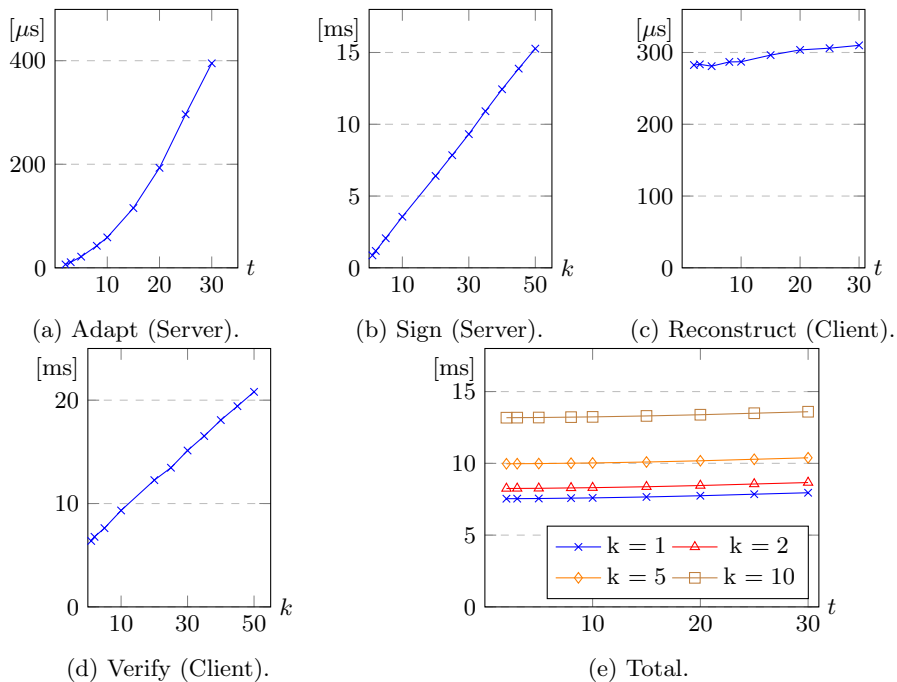 [μs]
400
200
0
10 20 30 t
(a) Adapt (Server).
[ms]
15
10
5
0
10 20 30 40 50 k
(b) Sign (Server).
[μs]
300
200
100
0
10 20 30 t
(c) Reconstruct (Client).
[ms]
20
10
0
10 30 50 k
(d) Verify (Client).
[ms]
15
10
5
0
k = 1 k = 2
k = 5 k = 10
10 20 30 t
(e) Total.